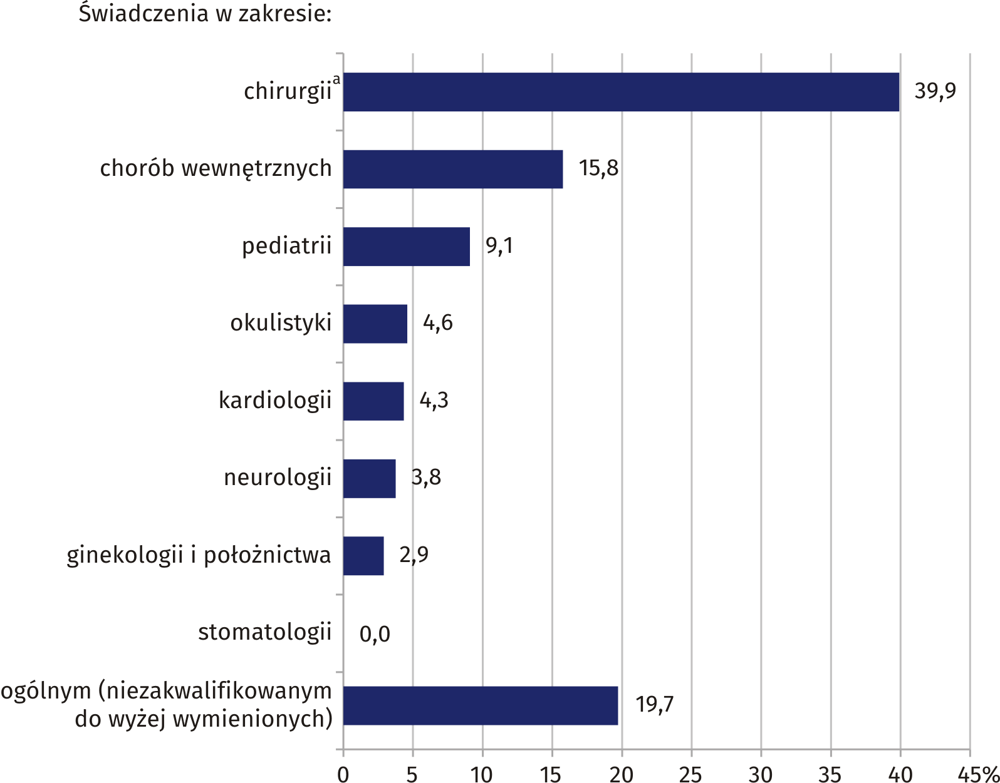 Świadczenia w zakresie:
chirurgiiᵃ 39,9
chorób wewnętrznych 15,8
pediatrii 9,1
okulistyki 4,6
kardiologii 4,3
neurologii 3,8
ginekologii i położnictwa 2,9
stomatologii 0,0
ogólnym (niezakwalifikowanym
do wyżej wymienionych) 19,7
0 5 10 15 20 25 30 35 40 45%